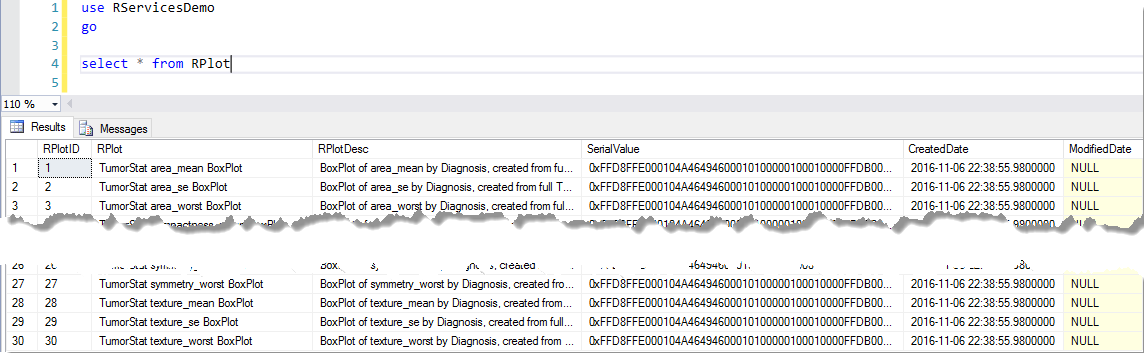 1 use RServicesDemo
2 go
3
4 select * from RPlot
5
110 %
Results Messages
RPlotID RPlot RPlotDesc SerialValue CreatedDate ModifiedDate
1 1 TumorStat area_mean BoxPlot BoxPlot of area_mean by Diagnosis, created from fu... 0xFFD8FFE000104A46494600010100000100010000FFDB00... 2016-11-06 22:38:55.9800000 NULL
2 2 TumorStat area_se BoxPlot BoxPlot of area_se by Diagnosis, created from full T... 0xFFD8FFE000104A46494600010100000100010000FFDB00... 2016-11-06 22:38:55.9800000 NULL
3 3 TumorStat area_worst BoxPlot BoxPlot of area_worst by Diagnosis, created from ful... 0xFFD8FFE000104A46494600010100000100010000FFDB00... 2016-11-06 22:38:55.9800000 NULL
26 26
27 27 TumorStat symmetry_worst BoxPlot BoxPlot of symmetry_worst by Diagnosis, created fro... 0xFFD8FFE000104A46494600010100000100010000FFDB00... 2016-11-06 22:38:55.9800000 NULL
28 28 TumorStat texture_mean BoxPlot BoxPlot of texture_mean by Diagnosis, created from... 0xFFD8FFE000104A46494600010100000100010000FFDB00... 2016-11-06 22:38:55.9800000 NULL
29 29 TumorStat texture_se BoxPlot BoxPlot of texture_se by Diagnosis, created from full... 0xFFD8FFE000104A46494600010100000100010000FFDB00... 2016-11-06 22:38:55.9800000 NULL
30 30 TumorStat texture_worst BoxPlot BoxPlot of texture_worst by Diagnosis, created from... 0xFFD8FFE000104A46494600010100000100010000FFDB00... 2016-11-06 22:38:55.9800000 NULL